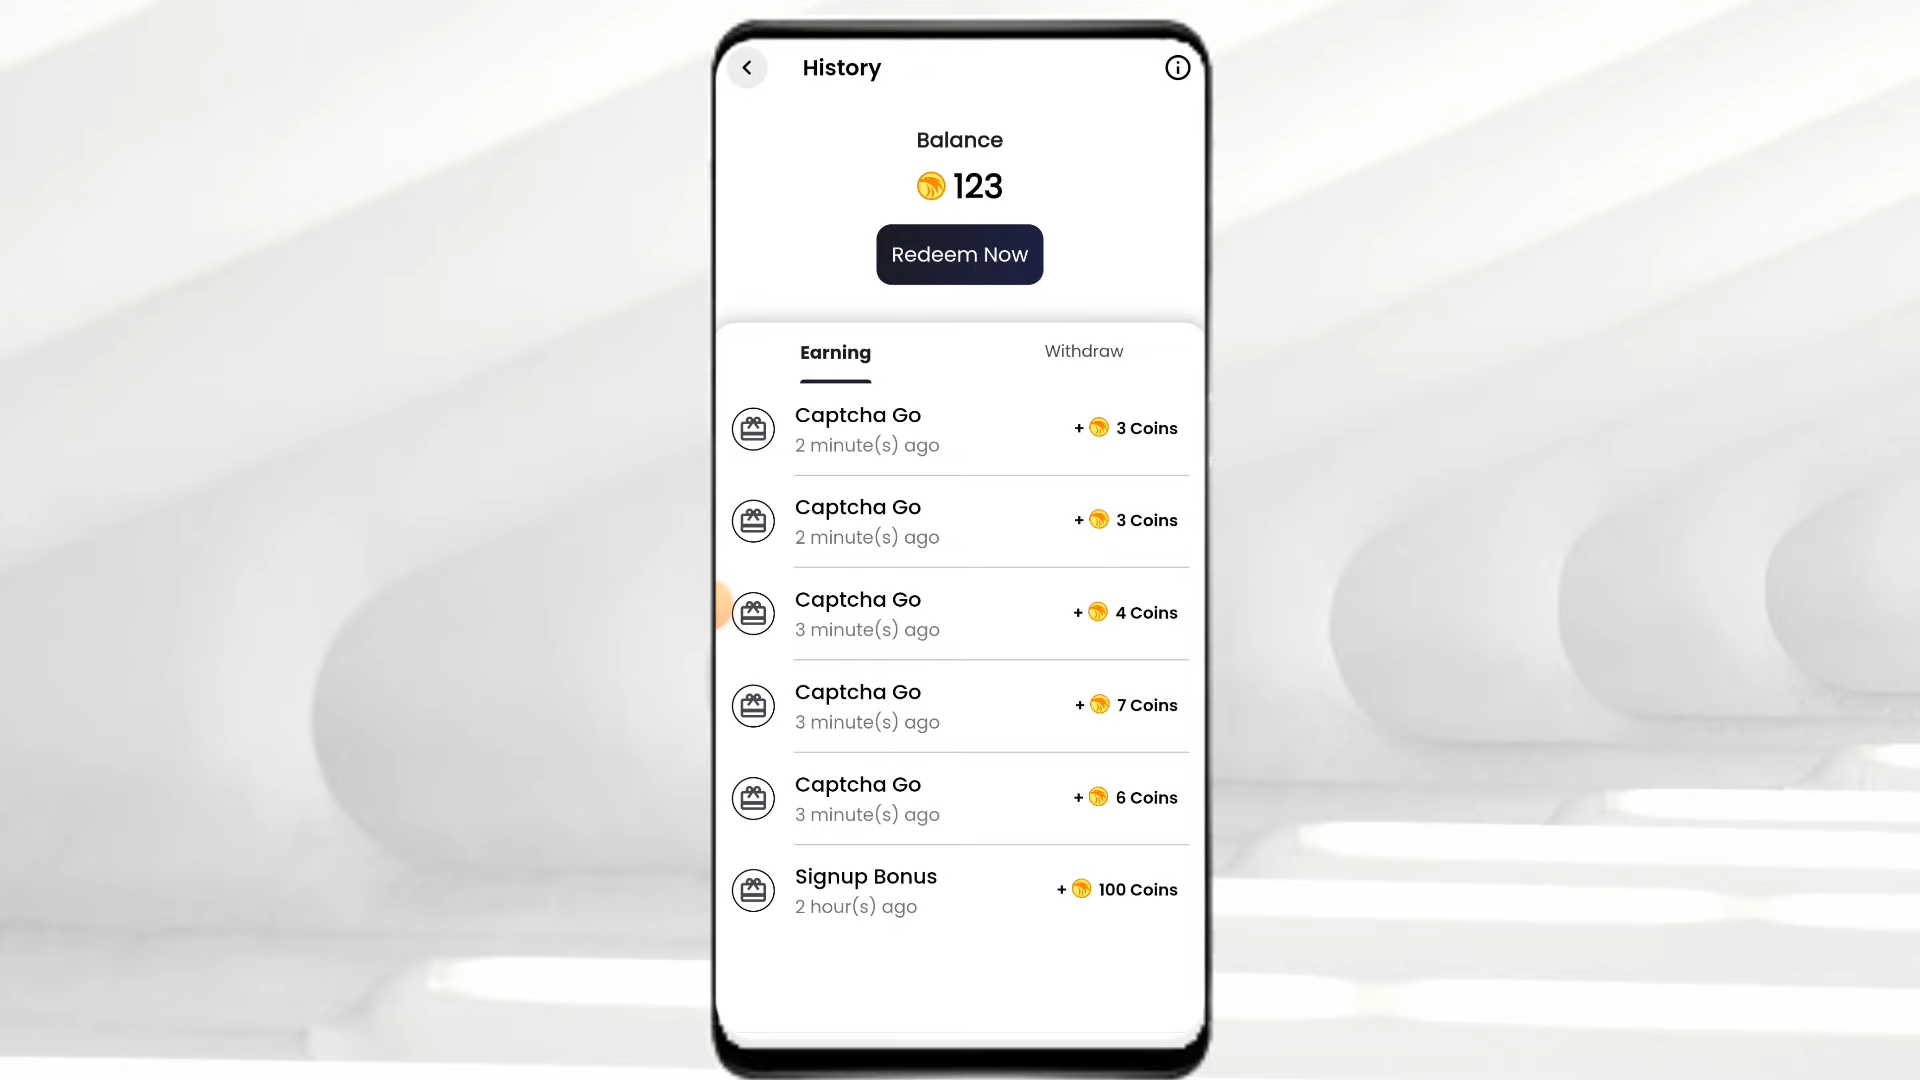 History
Balance
123
Redeem Now
Earning
Withdraw
Captcha Go
2 minute(s) ago
+ 3 Coins
Captcha Go
2 minute(s) ago
+ 3 Coins
Captcha Go
3 minute(s) ago
+ 4 Coins
Captcha Go
3 minute(s) ago
+ 7 Coins
Captcha Go
3 minute(s) ago
+ 6 Coins
Signup Bonus
2 hour(s) ago
+ 100 Coins